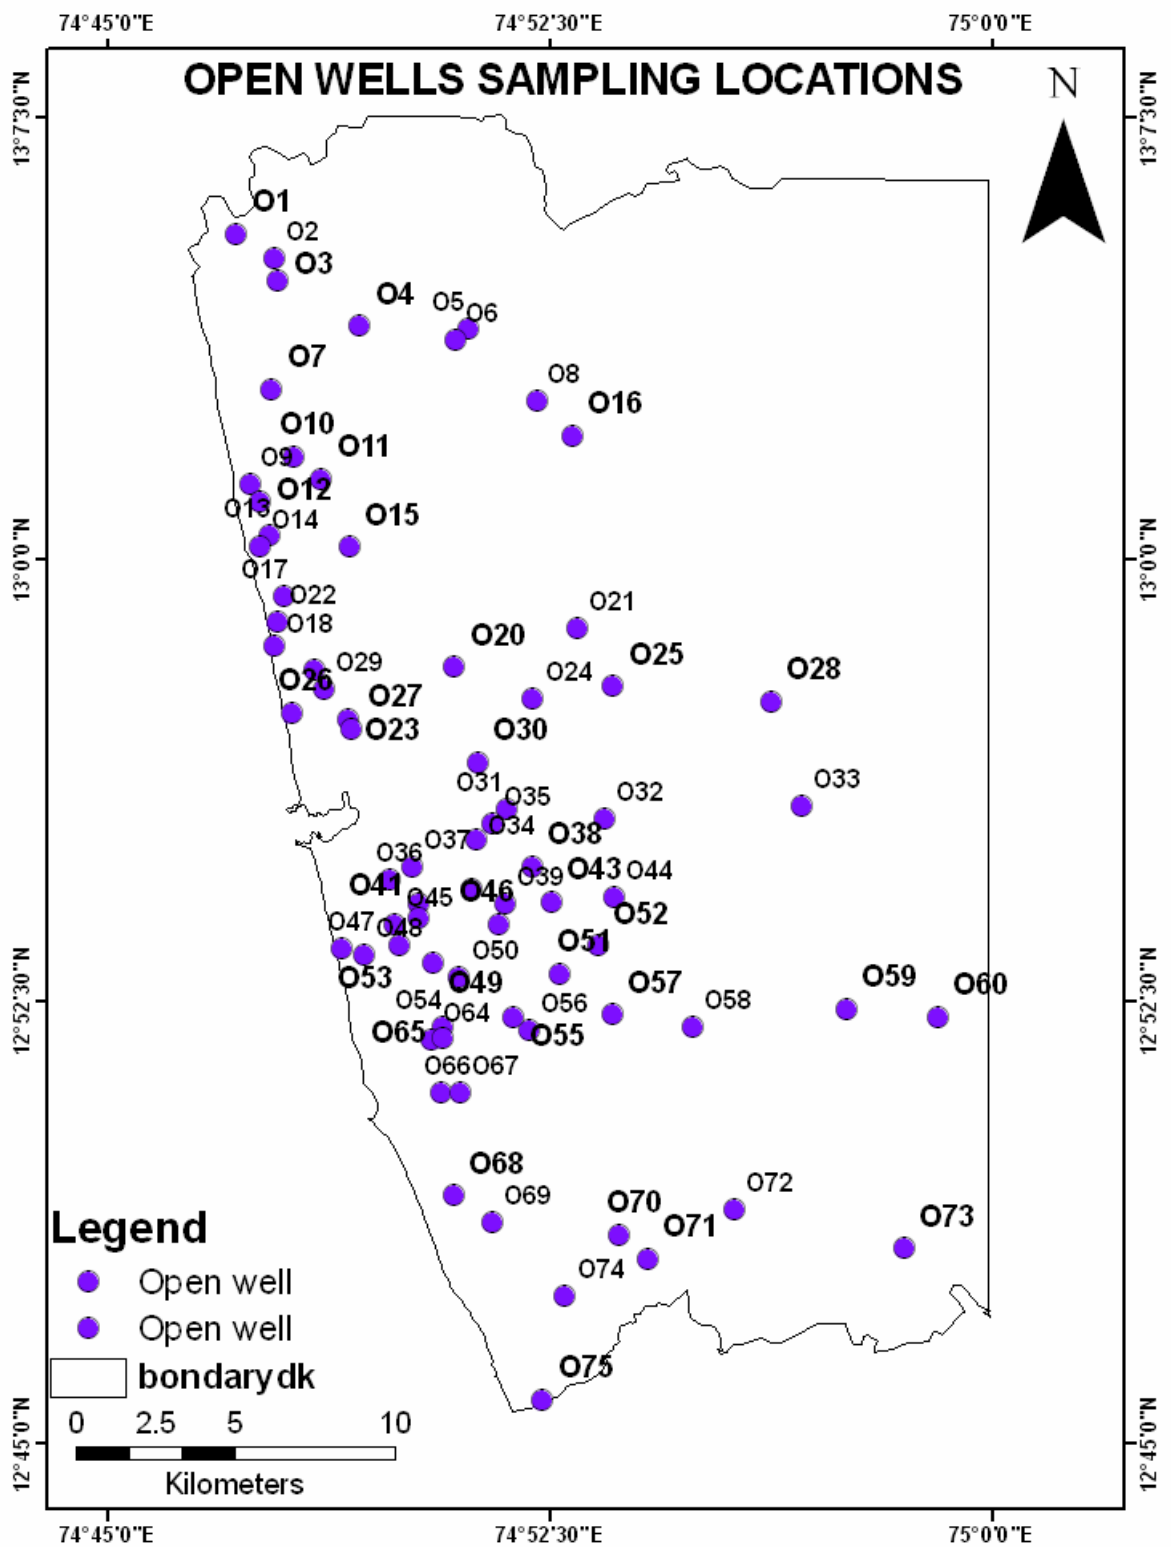 74°45'0"E 74°52'30"E 75°0'0"E
OPEN WELLS SAMPLING LOCATIONS
N
13°7'30"N 13°7'30"N
O1
O2
O3
O4
O5
O6
O7
O8
O16
O10
O11
O9
O12
O13
O14
O15
13°0'0"N 13°0'0"N
O17
O22
O21
O18
O20
O25
O29
O28
O24
O26
O27
O23
O30
O31
O33
O35
O32
O34
O38
O37
O36
O43
O44
O39
O41
O46
O45
O52
O47
O48
O51
O50
O53
O49
O59
O57
O60
12°52'30"N 12°52'30"N
O54
O56
O58
O64
O65
O55
O66
O67
O68
O69
O72
O70
O73
O71
O74
Legend
Open well
Open well
O75
bondarydk
0 2.5 5 10
Kilometers
12°45'0"N 12°45'0"N
74°45'0"E 74°52'30"E 75°0'0"E